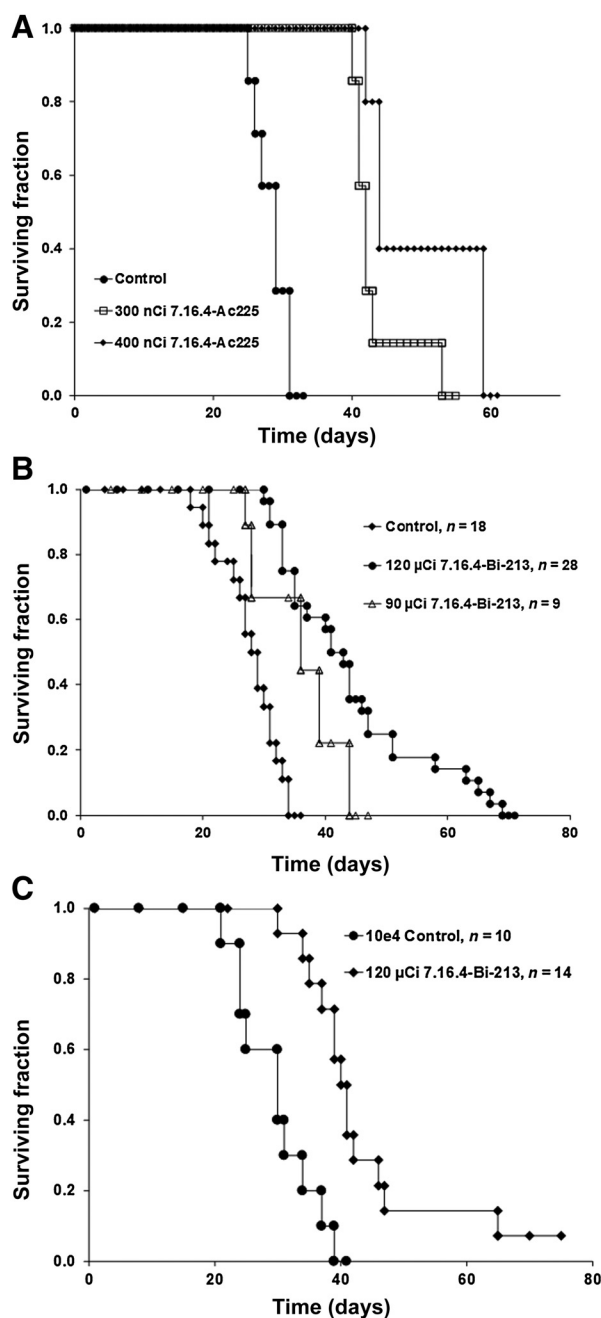 A
Surviving fraction
1.0
0.8
0.6
0.4
0.2
0.0
Control
300 nCi 7.16.4-Ac225
400 nCi 7.16.4-Ac225
0
20
40
60
Time (days)
B
Surviving fraction
1.0
0.8
0.6
0.4
0.2
0.0
Control, n = 18
120 µCi 7.16.4-Bi-213, n = 28
90 µCi 7.16.4-Bi-213, n = 9
0
20
40
60
80
Time (days)
C
Surviving fraction
1.0
0.8
0.6
0.4
0.2
0.0
10e4 Control, n = 10
120 µCi 7.16.4-Bi-213, n = 14
0
20
40
60
80
Time (days)